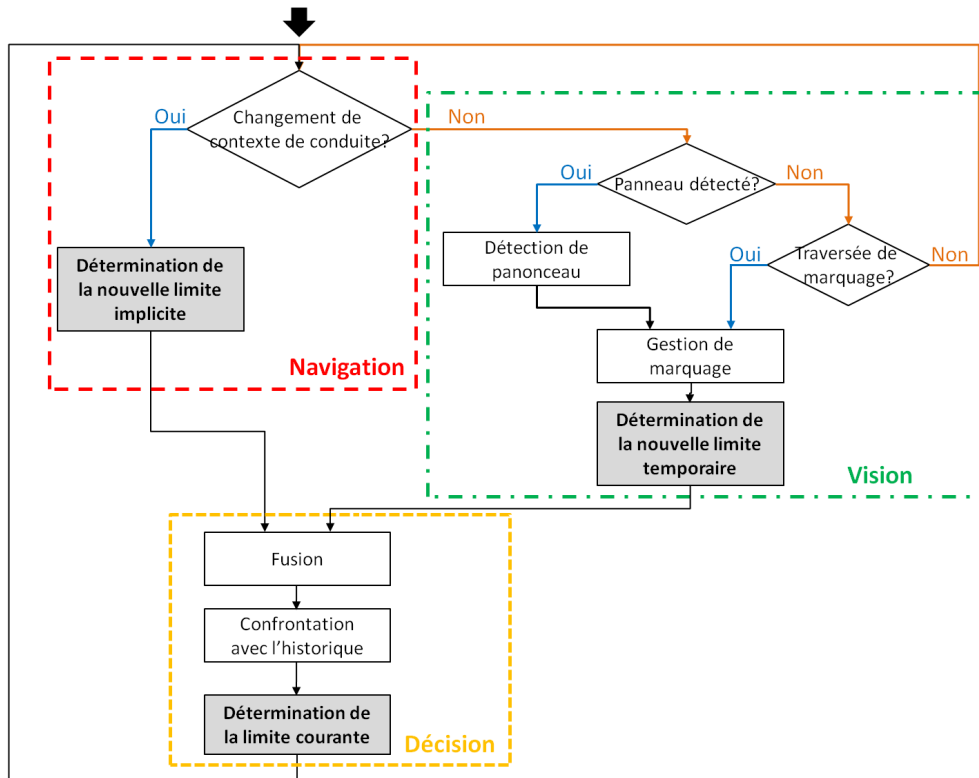 Changement de
contexte de conduite?
Oui
Non
Panneau détecté?
Oui
Non
Détection de
panonceau
Traversée de
marquage?
Oui
Non
Détermination de
la nouvelle limite
implicite
Navigation
Gestion de
marquage
Détermination de
la nouvelle limite
temporaire
Vision
Fusion
Confrontation
avec l'historique
Détermination de
la limite courante
Décision